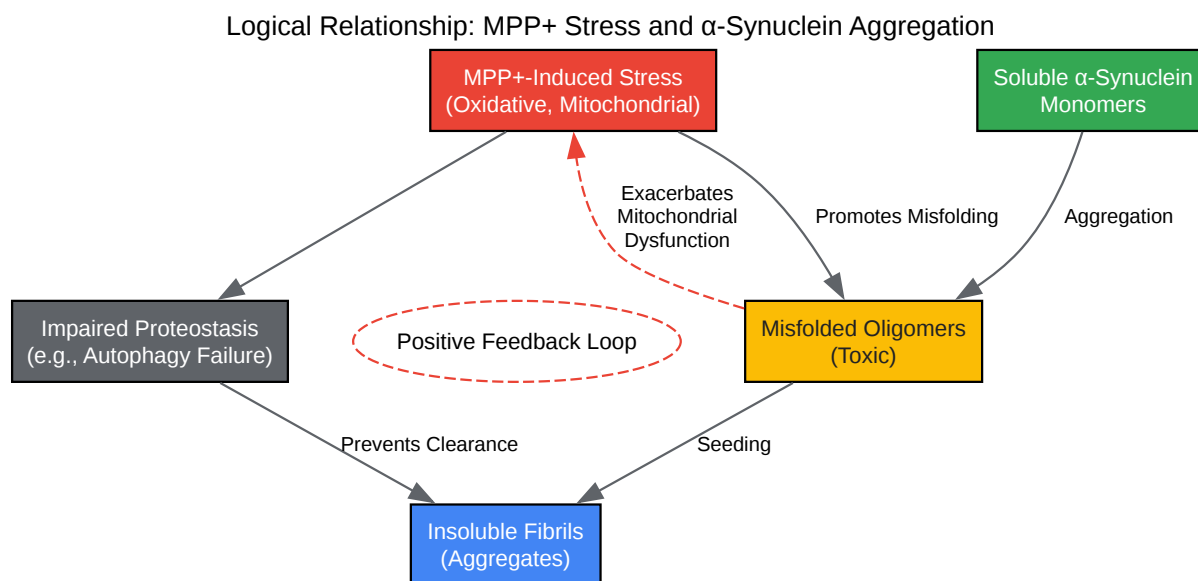 Logical Relationship: MPP+ Stress and α-Synuclein Aggregation
MPP+-Induced Stress
(Oxidative, Mitochondrial)
Soluble α-Synuclein
Monomers
Exacerbates
Mitochondrial
Dysfunction
Promotes Misfolding
Aggregation
Impaired Proteostasis
(e.g., Autophagy Failure)
Positive Feedback Loop
Misfolded Oligomers
(Toxic)
Prevents Clearance
Seeding
Insoluble Fibrils
(Aggregates)